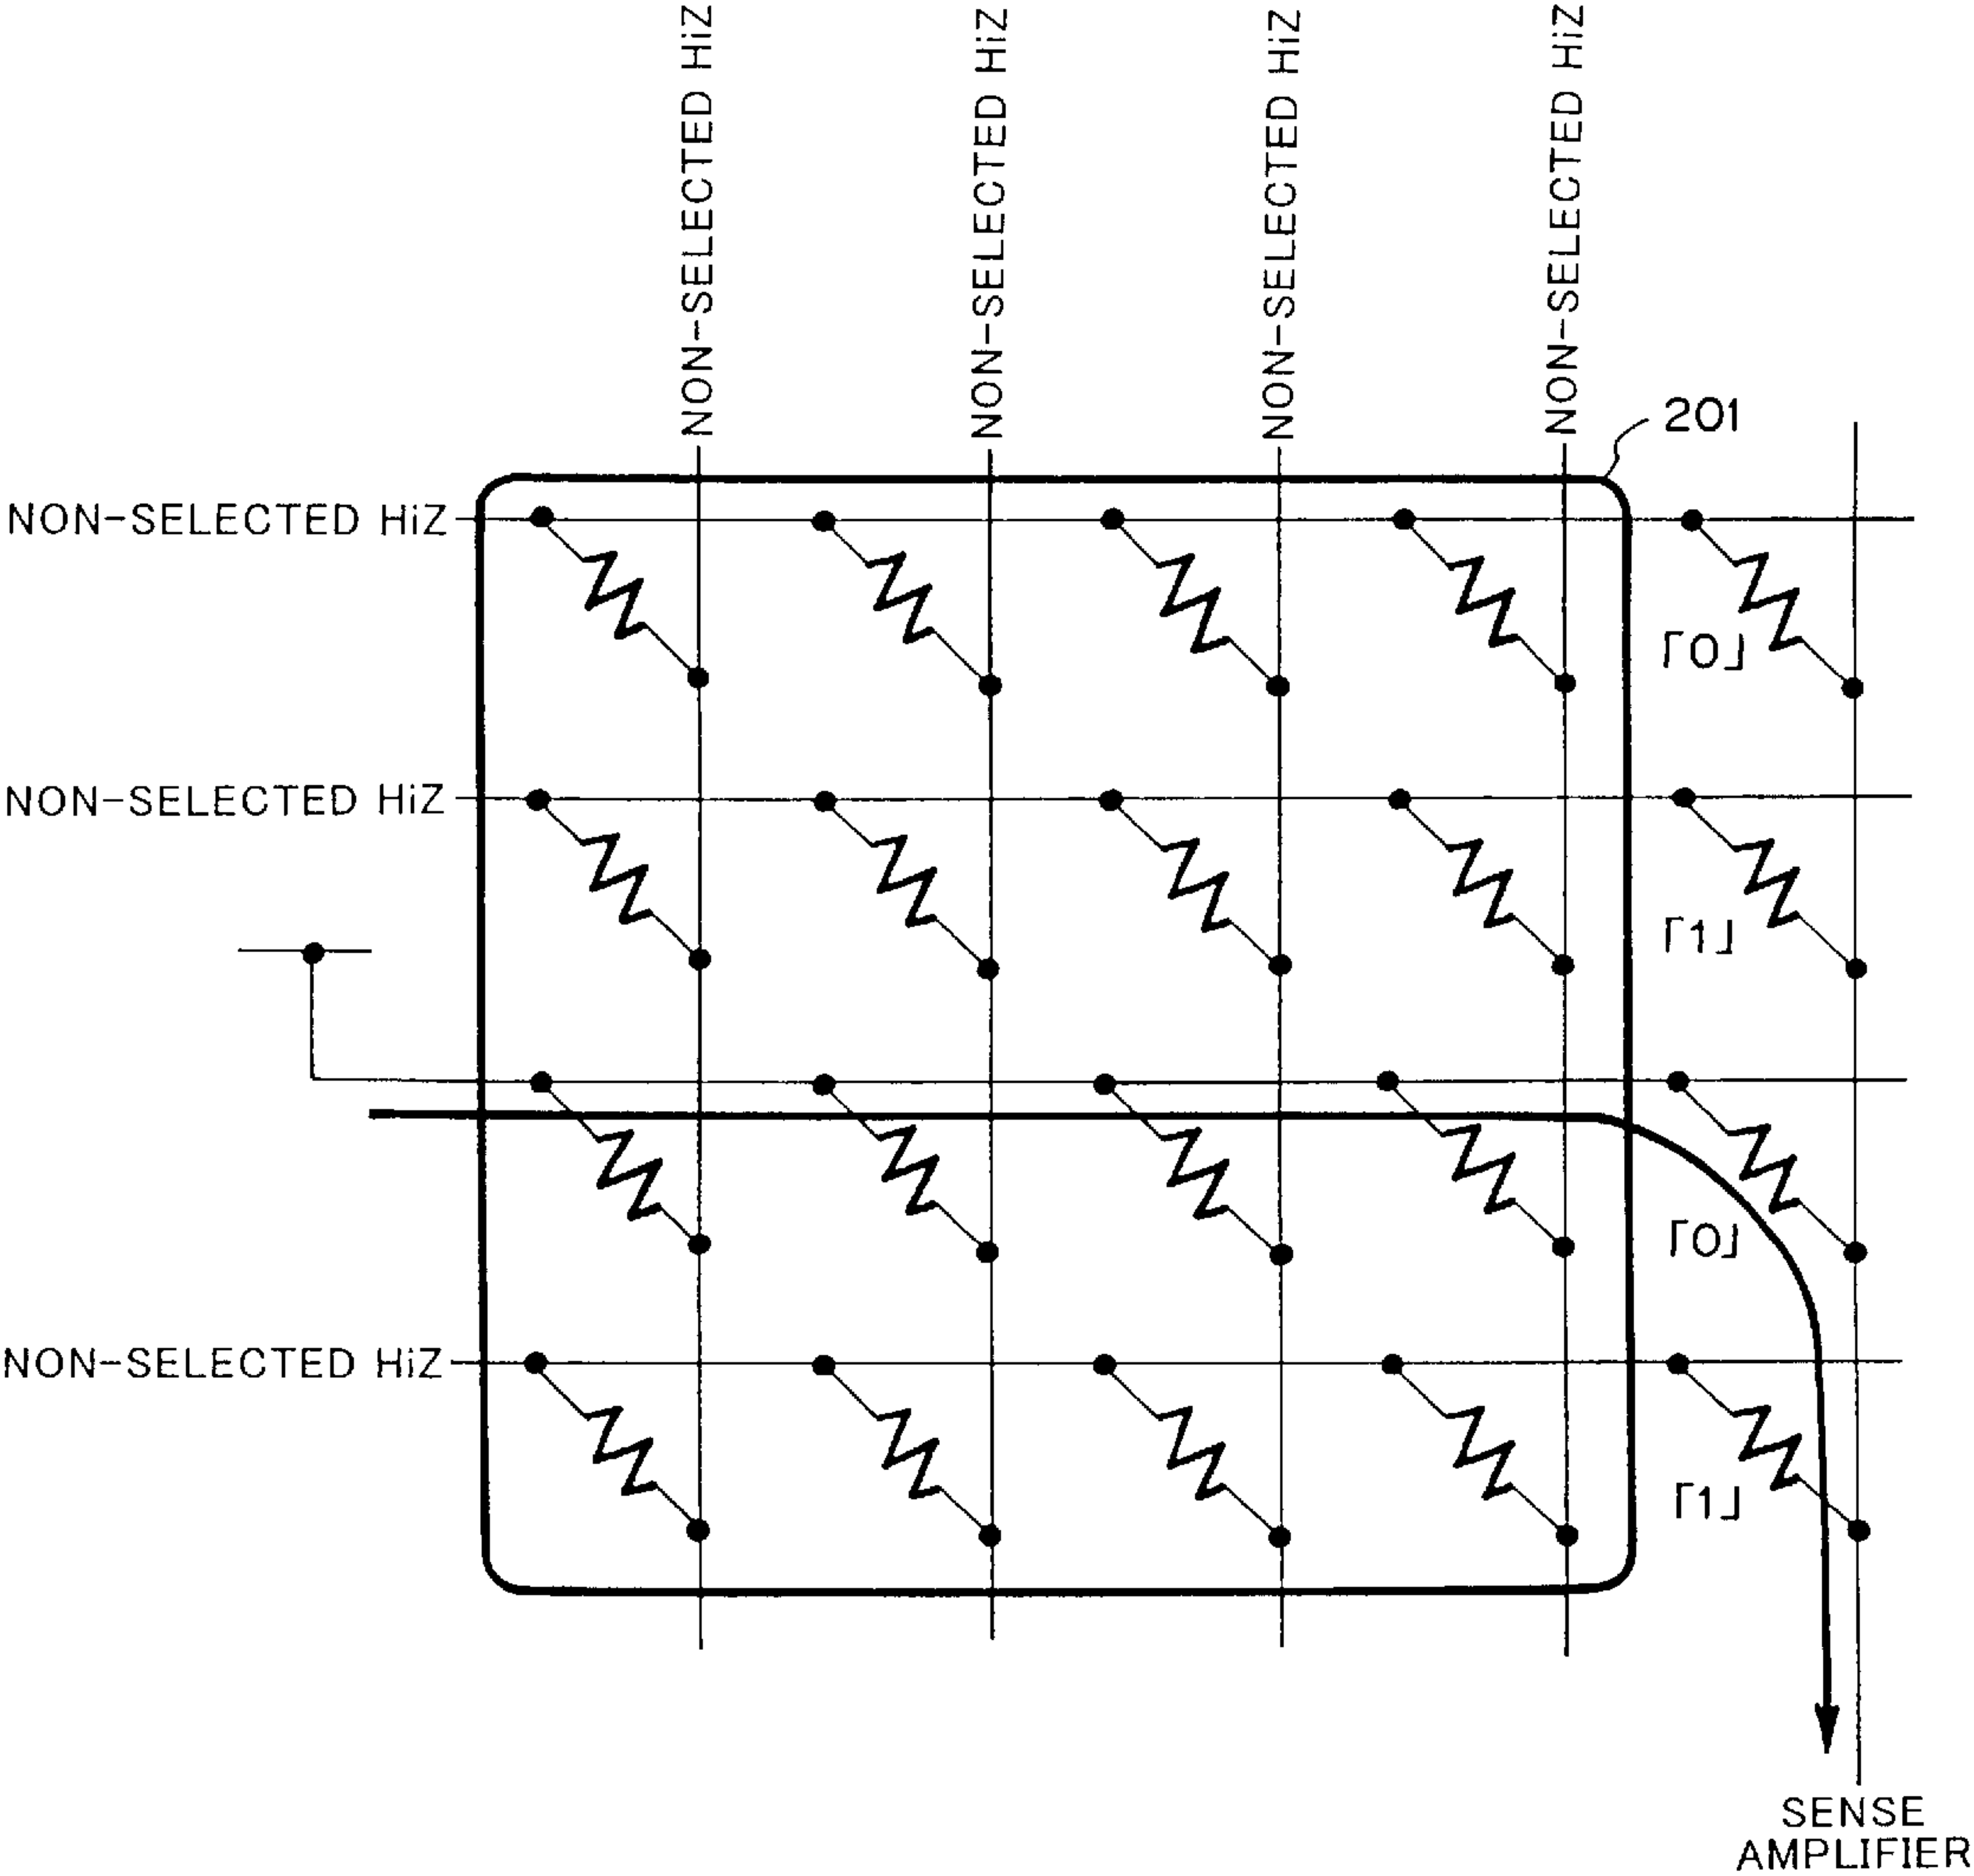 NON-SELECTED HiZ
NON-SELECTED HiZ
NON-SELECTED HiZ
NON-SELECTED HiZ
201
NON-SELECTED HiZ
「0」
NON-SELECTED HiZ
「1」
「0」
NON-SELECTED HiZ
「1」
SENSE
AMPLIFIER